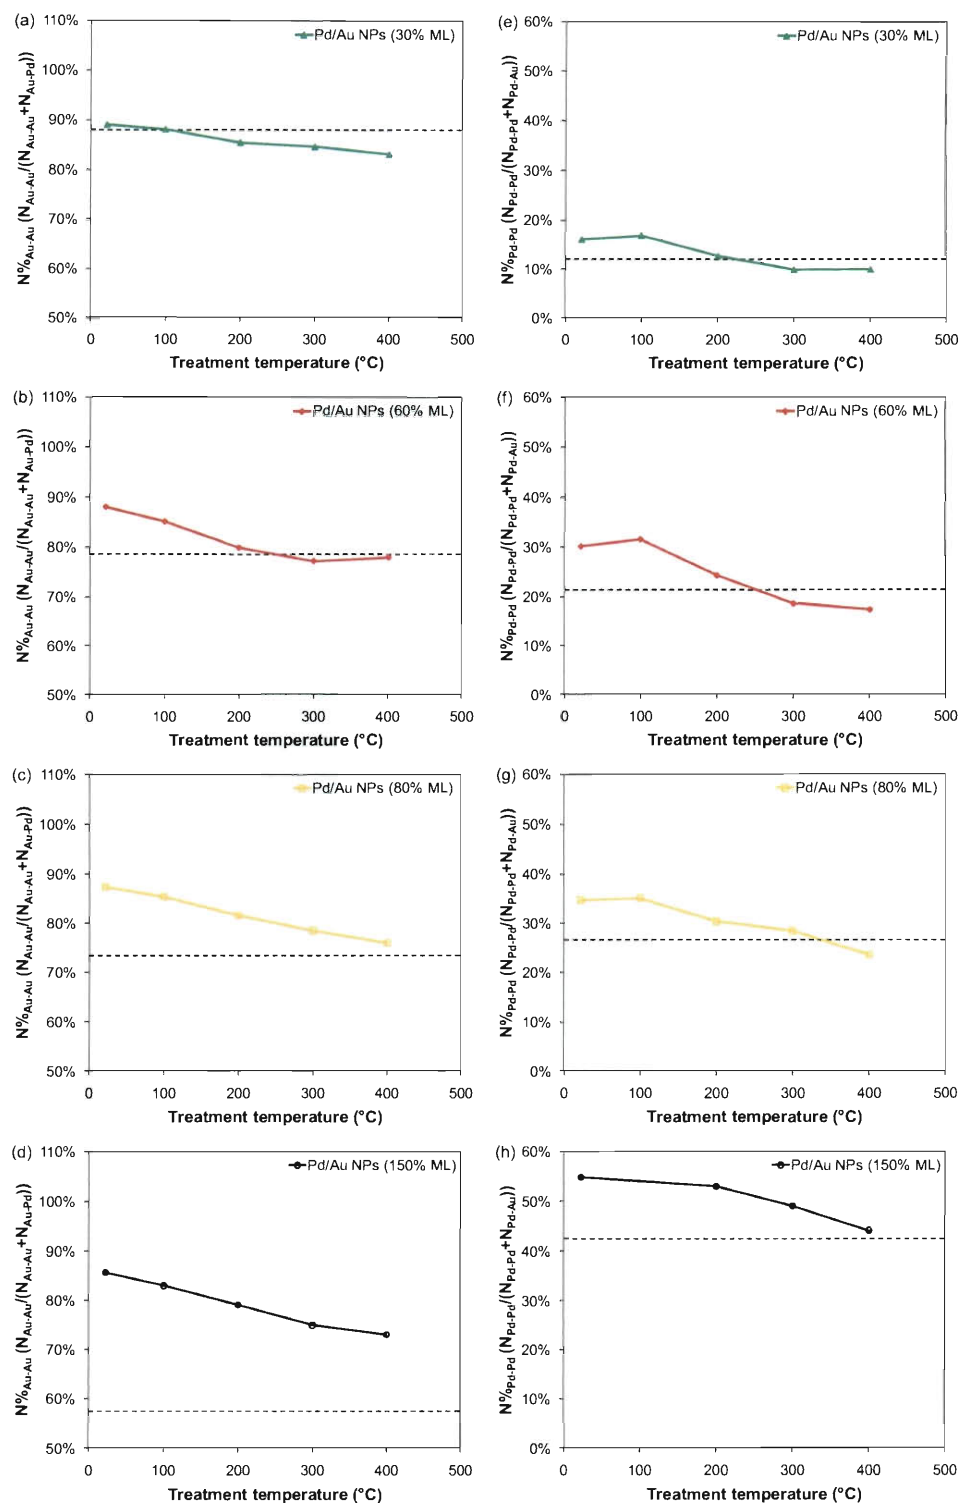 (a)
110%
100%
90%
80%
70%
60%
50%
N%Au-Au (NAu-Au/(NAu-Au+NAu-Pd))
Pd/Au NPs (30% ML)
0 100 200 300 400 500
Treatment temperature (°C)
(e)
60%
50%
40%
30%
20%
10%
0%
N%Pd-Pd (NPd-Pd/(NPd-Pd+NPd-Au))
Pd/Au NPs (30% ML)
0 100 200 300 400 500
Treatment temperature (°C)
(b)
110%
100%
90%
80%
70%
60%
50%
N%Au-Au (NAu-Au/(NAu-Au+NAu-Pd))
Pd/Au NPs (60% ML)
0 100 200 300 400 500
Treatment temperature (°C)
(f)
60%
50%
40%
30%
20%
10%
0%
N%Pd-Pd (NPd-Pd/(NPd-Pd+NPd-Au))
Pd/Au NPs (60% ML)
0 100 200 300 400 500
Treatment temperature (°C)
(c)
110%
100%
90%
80%
70%
60%
50%
N%Au-Au (NAu-Au/(NAu-Au+NAu-Pd))
Pd/Au NPs (80% ML)
0 100 200 300 400 500
Treatment temperature (°C)
(g)
60%
50%
40%
30%
20%
10%
0%
N%Pd-Pd (NPd-Pd/(NPd-Pd+NPd-Au))
Pd/Au NPs (80% ML)
0 100 200 300 400 500
Treatment temperature (°C)
(d)
110%
100%
90%
80%
70%
60%
50%
N%Au-Au (NAu-Au/(NAu-Au+NAu-Pd))
Pd/Au NPs (150% ML)
0 100 200 300 400 500
Treatment temperature (°C)
(h)
60%
50%
40%
30%
20%
10%
0%
N%Pd-Pd (NPd-Pd/(NPd-Pd+NPd-Au))
Pd/Au NPs (150% ML)
0 100 200 300 400 500
Treatment temperature (°C)